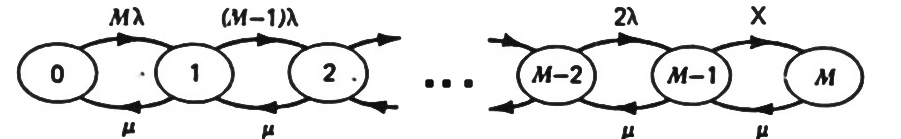 Mλ (M−1)λ 2λ X
0 1 2 ... M−2 M−1 M
μ μ μ μ